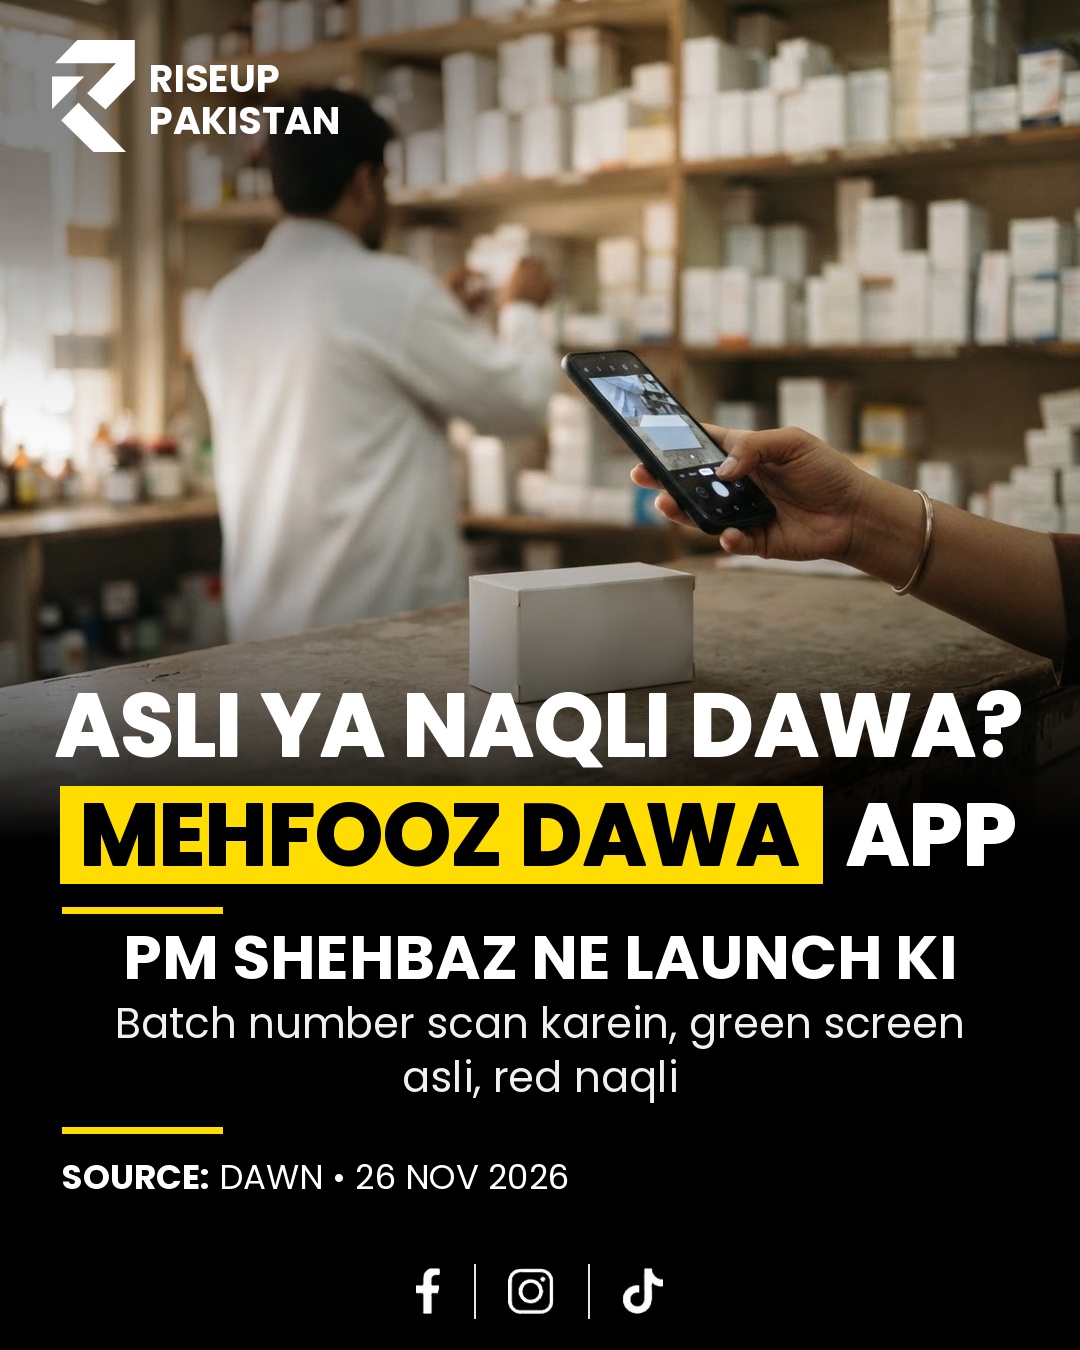 RISEUP
PAKISTAN
ASLI YA NAQLI DAWA?
MEHFOOZ DAWA APP
PM SHEHBAZ NE LAUNCH KI
Batch number scan karein, green screen
asli, red naqli
SOURCE: DAWN • 26 NOV 2026